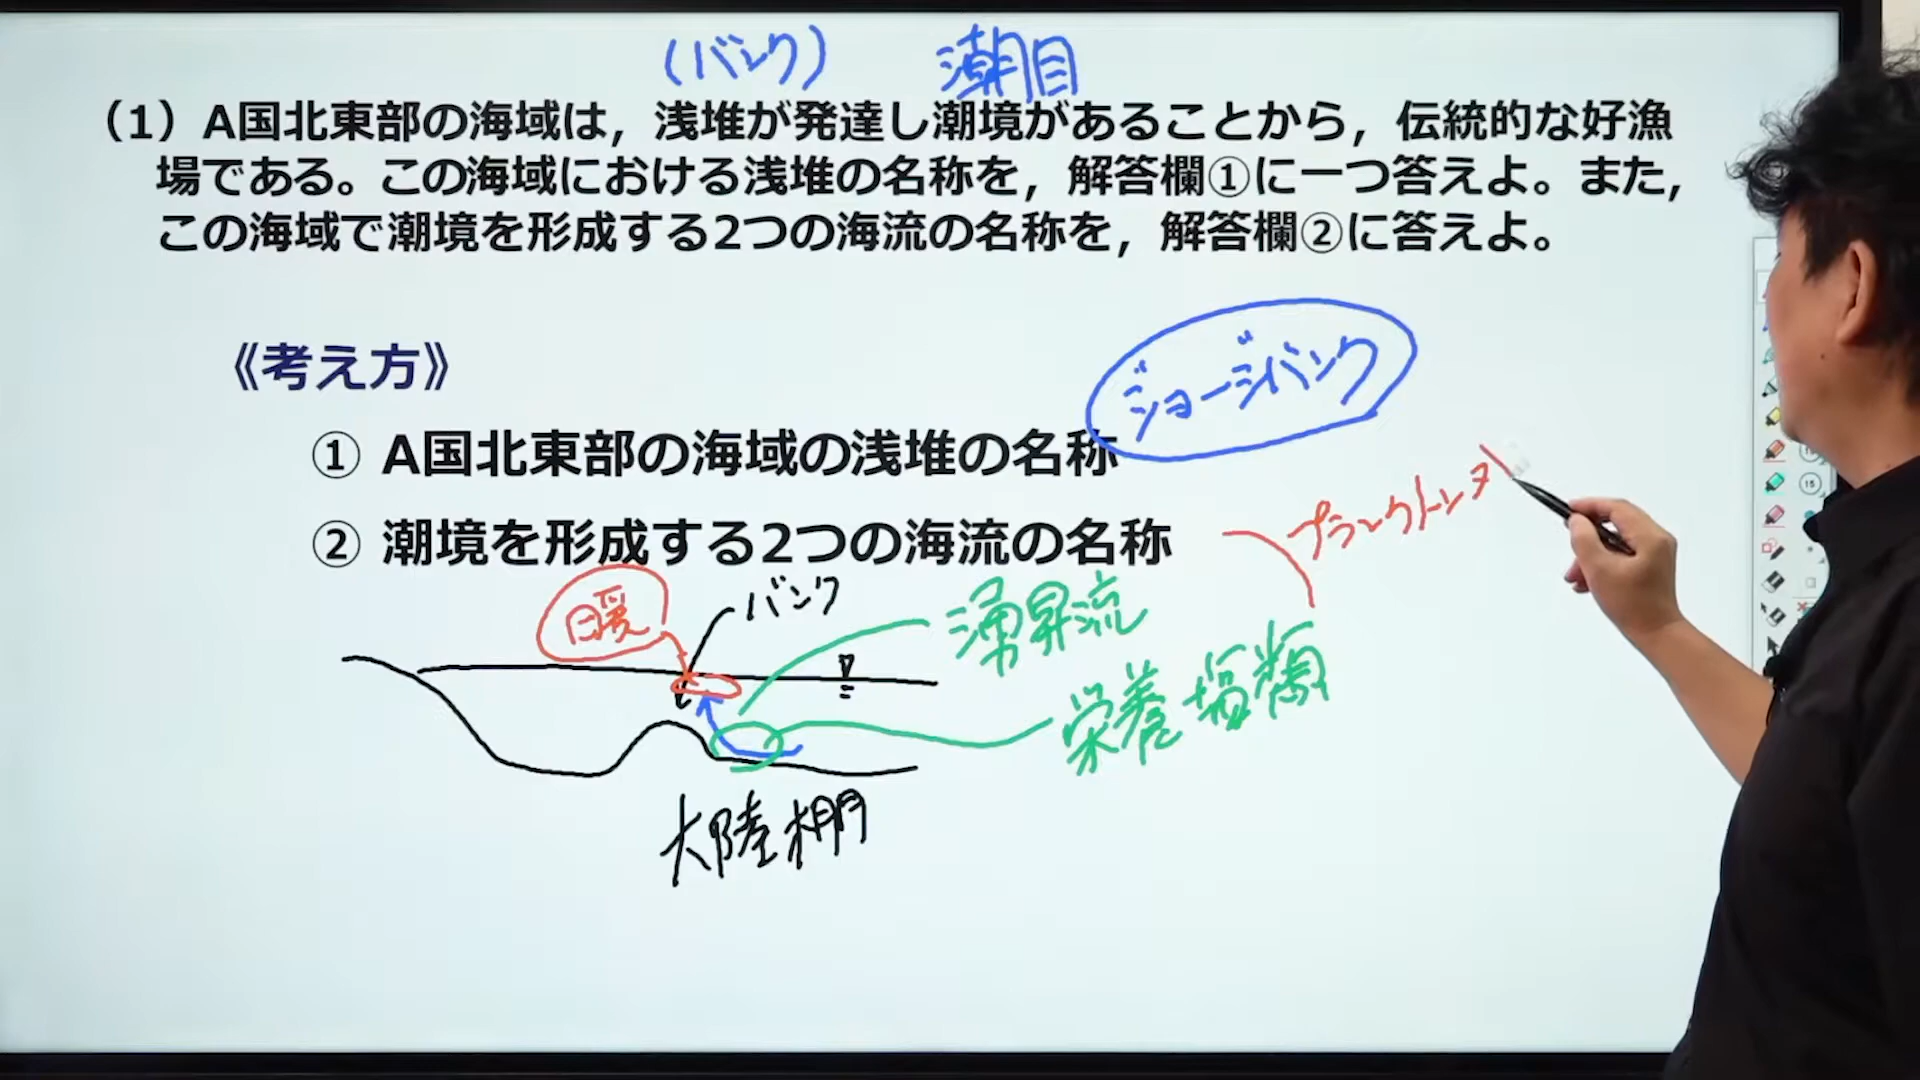 (バンク) 潮目
(1) A国北東部の海域は，浅堆が発達し潮境があることから，伝統的な好漁
場である。この海域における浅堆の名称を，解答欄①に一つ答えよ。また，
この海域で潮境を形成する2つの海流の名称を，解答欄②に答えよ。
《考え方》
ジョージバンク
① A国北東部の海域の浅堆の名称
プランクトン
② 潮境を形成する2つの海流の名称
暖
バンク
湧昇流
栄養塩類
大陸棚